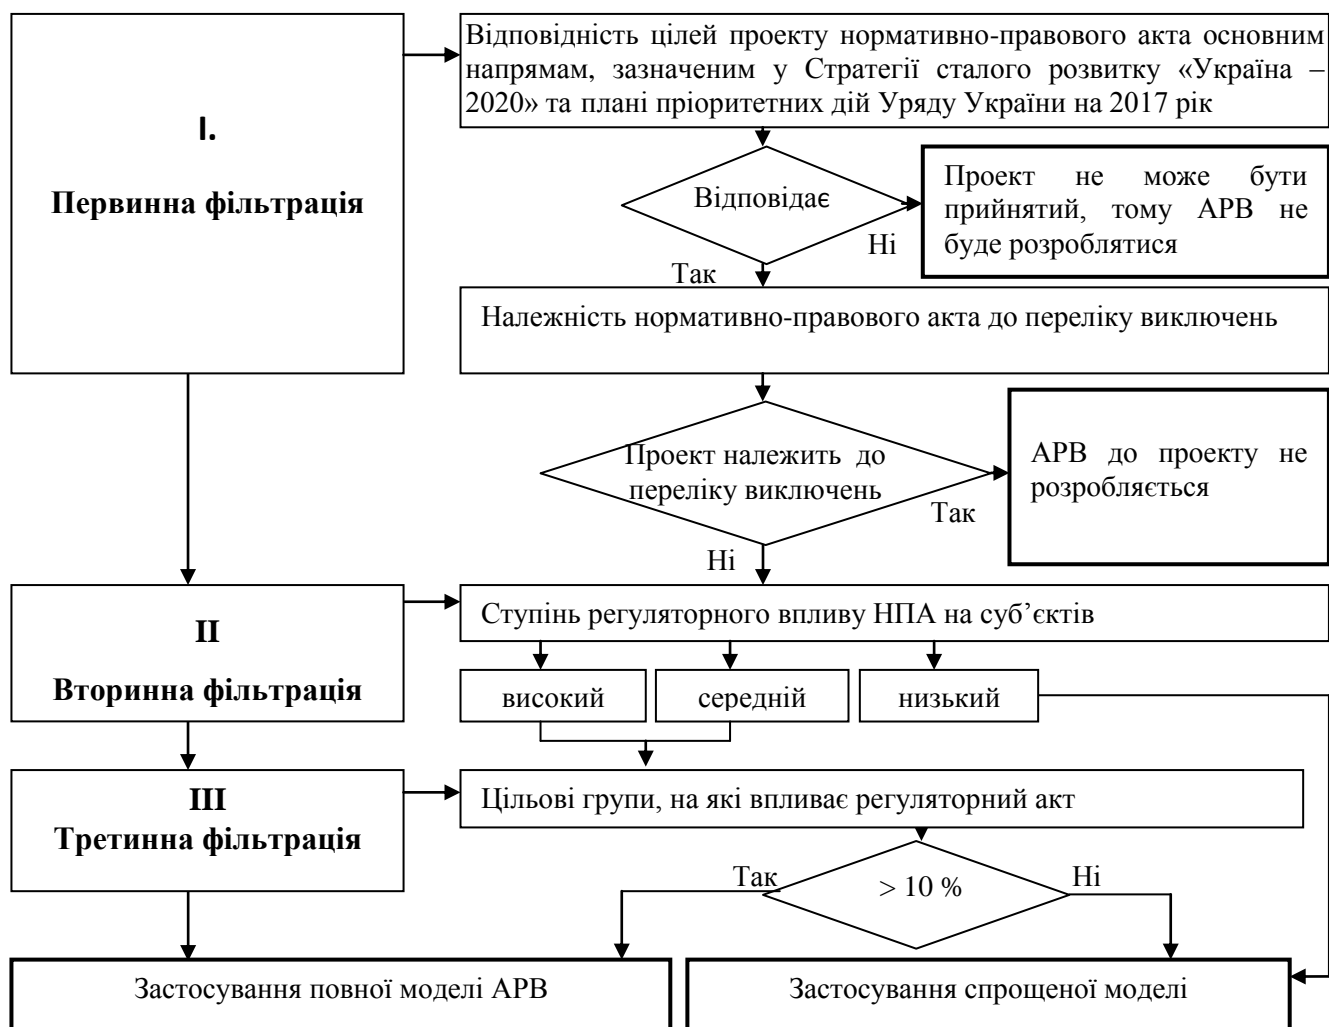 І.
Первинна фільтрація
Відповідність цілей проекту нормативно-правового акта основним
напрямам, зазначеним у Стратегії сталого розвитку «Україна –
2020» та плані пріоритетних дій Уряду України на 2017 рік
Відповідає
Ні
Так
Проект не може бути
прийнятий, тому АРВ не
буде розроблятися
Належність нормативно-правового акта до переліку виключень
Проект належить до
переліку виключень
Так
Ні
АРВ до проекту не
розробляється
ІІ
Вторинна фільтрація
Ступінь регуляторного впливу НПА на суб’єктів
високий
середній
низький
ІІІ
Третинна фільтрація
Цільові групи, на які впливає регуляторний акт
Так
> 10 %
Ні
Застосування повної моделі АРВ
Застосування спрощеної моделі